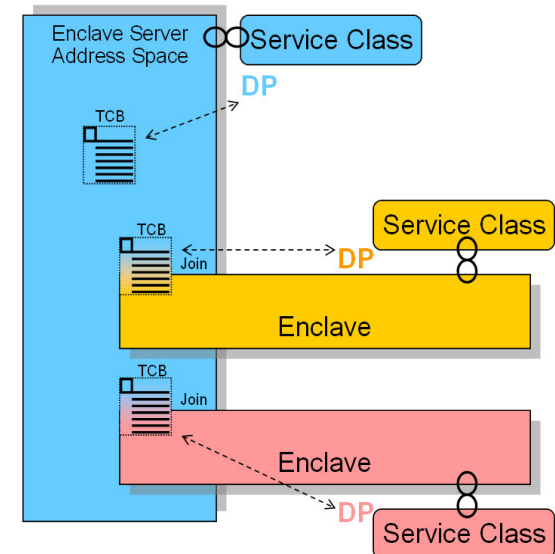 Enclave Server
Address Space
Service Class
DP
TCB
Service Class
TCB
Join
DP
Enclave
TCB
Join
Enclave
DP
Service Class